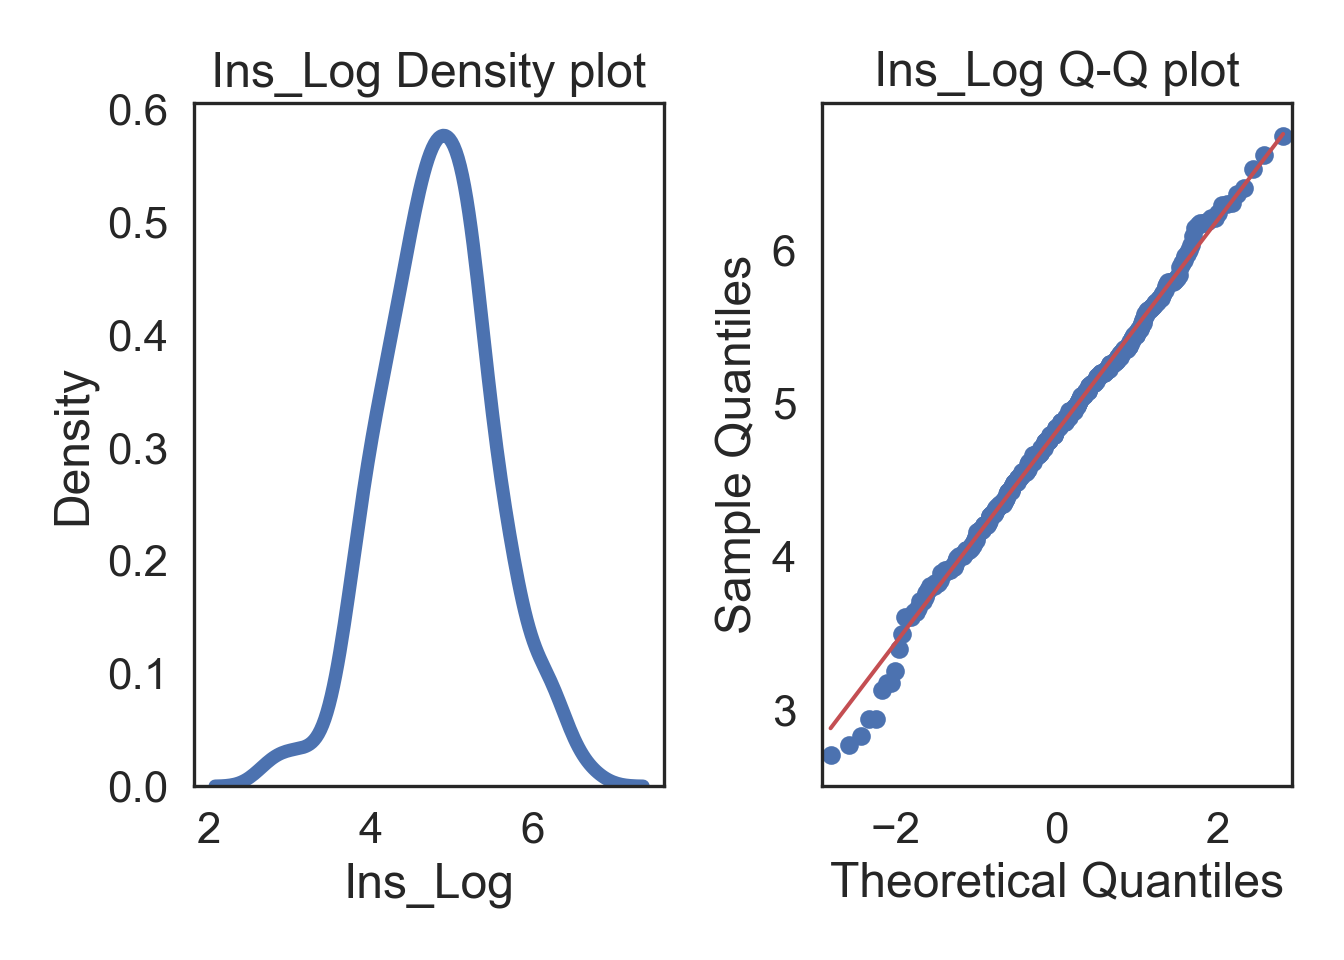 Ins_Log Density plot
0.6
0.5
0.4
0.3
0.2
0.1
0.0
Density
2 4 6
Ins_Log
Ins_Log Q-Q plot
6
5
4
3
Sample Quantiles
−2 0 2
Theoretical Quantiles